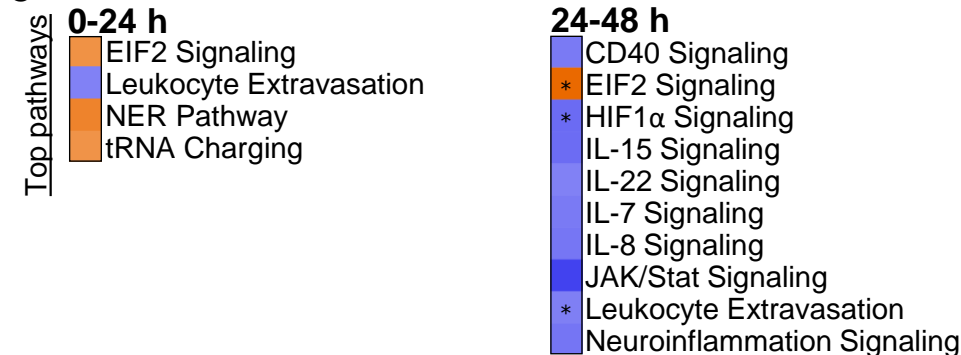 Top pathways
0-24 h
EIF2 Signaling
Leukocyte Extravasation
NER Pathway
tRNA Charging
24-48 h
CD40 Signaling
* EIF2 Signaling
* HIF1α Signaling
IL-15 Signaling
IL-22 Signaling
IL-7 Signaling
IL-8 Signaling
JAK/Stat Signaling
* Leukocyte Extravasation
Neuroinflammation Signaling